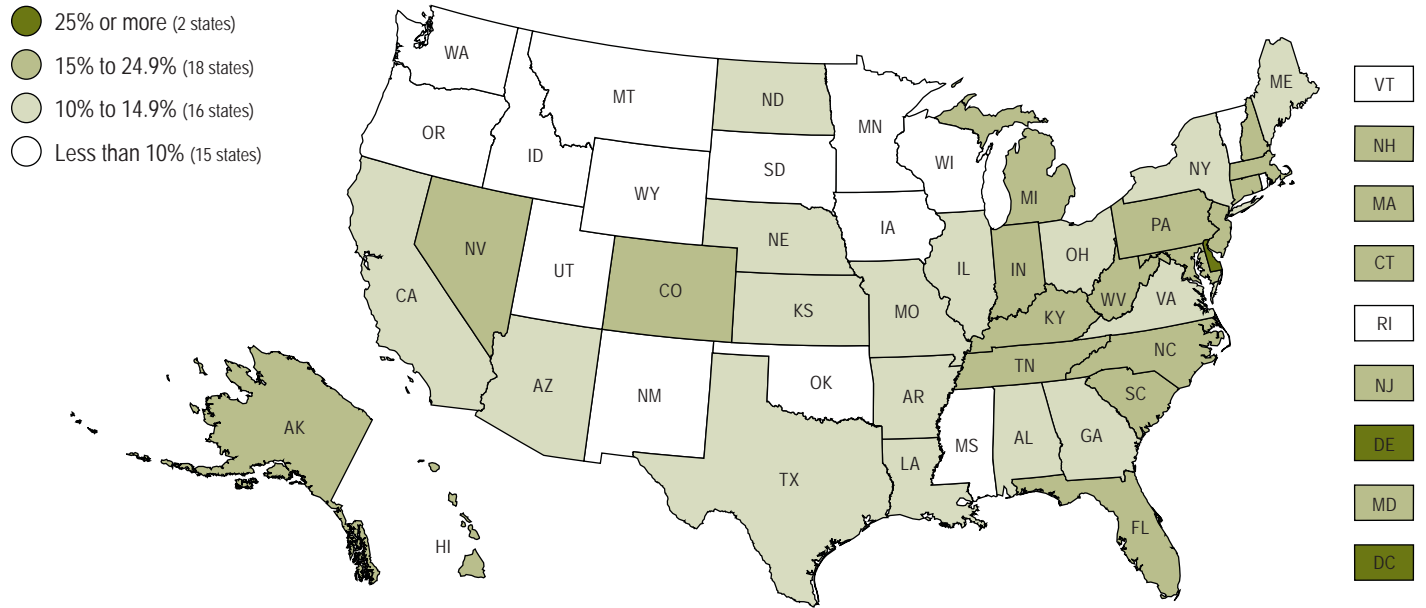 25% or more (2 states)
15% to 24.9% (18 states)
10% to 14.9% (16 states)
Less than 10% (15 states)
WA
MT
ND
MN
ME
VT
OR
ID
WY
SD
WI
MI
NY
NH
MA
NV
UT
CO
NE
IA
IL
IN
OH
PA
CT
CA
KS
MO
KY
WV
VA
RI
AZ
NM
OK
AR
TN
NC
SC
NJ
AK
TX
LA
MS
AL
GA
DE
HI
FL
MD
DC